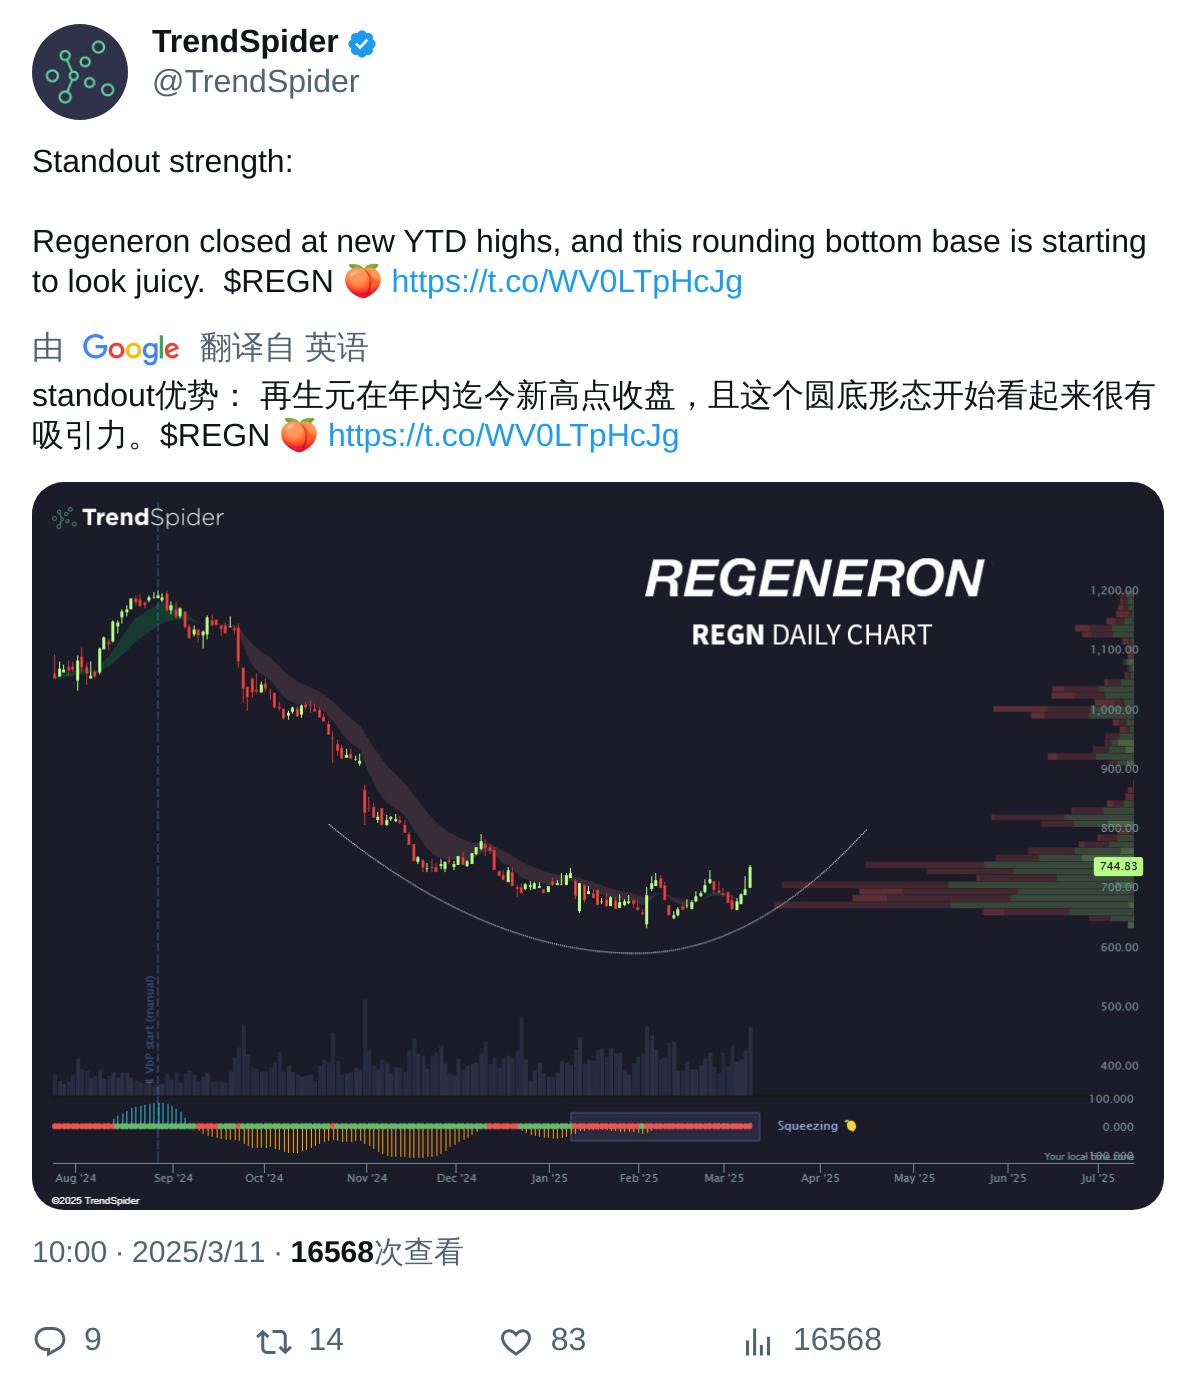 TrendSpider
@TrendSpider
Standout strength:
Regeneron closed at new YTD highs, and this rounding bottom base is starting
to look juicy.  $REGN 🍑 https://t.co/WV0LTpHcJg
由 Google 翻译自 英语
standout优势： 再生元在年内迄今新高点收盘，且这个圆底形态开始看起来很有
吸引力。$REGN 🍑 https://t.co/WV0LTpHcJg
TrendSpider
REGENERON
REGN DAILY CHART
1,200.00
1,100.00
1,000.00
900.00
800.00
744.83
700.00
600.00
500.00
400.00
VbP start (manual)
100.000
0.000
Squeezing 🍋
-100.000
Your local time zone
Aug '24 Sep '24 Oct '24 Nov '24 Dec '24 Jan '25 Feb '25 Mar '25 Apr '25 May '25 Jun '25 Jul '25
©2025 TrendSpider
10:00 · 2025/3/11 · 16568次查看
9 14 83 16568